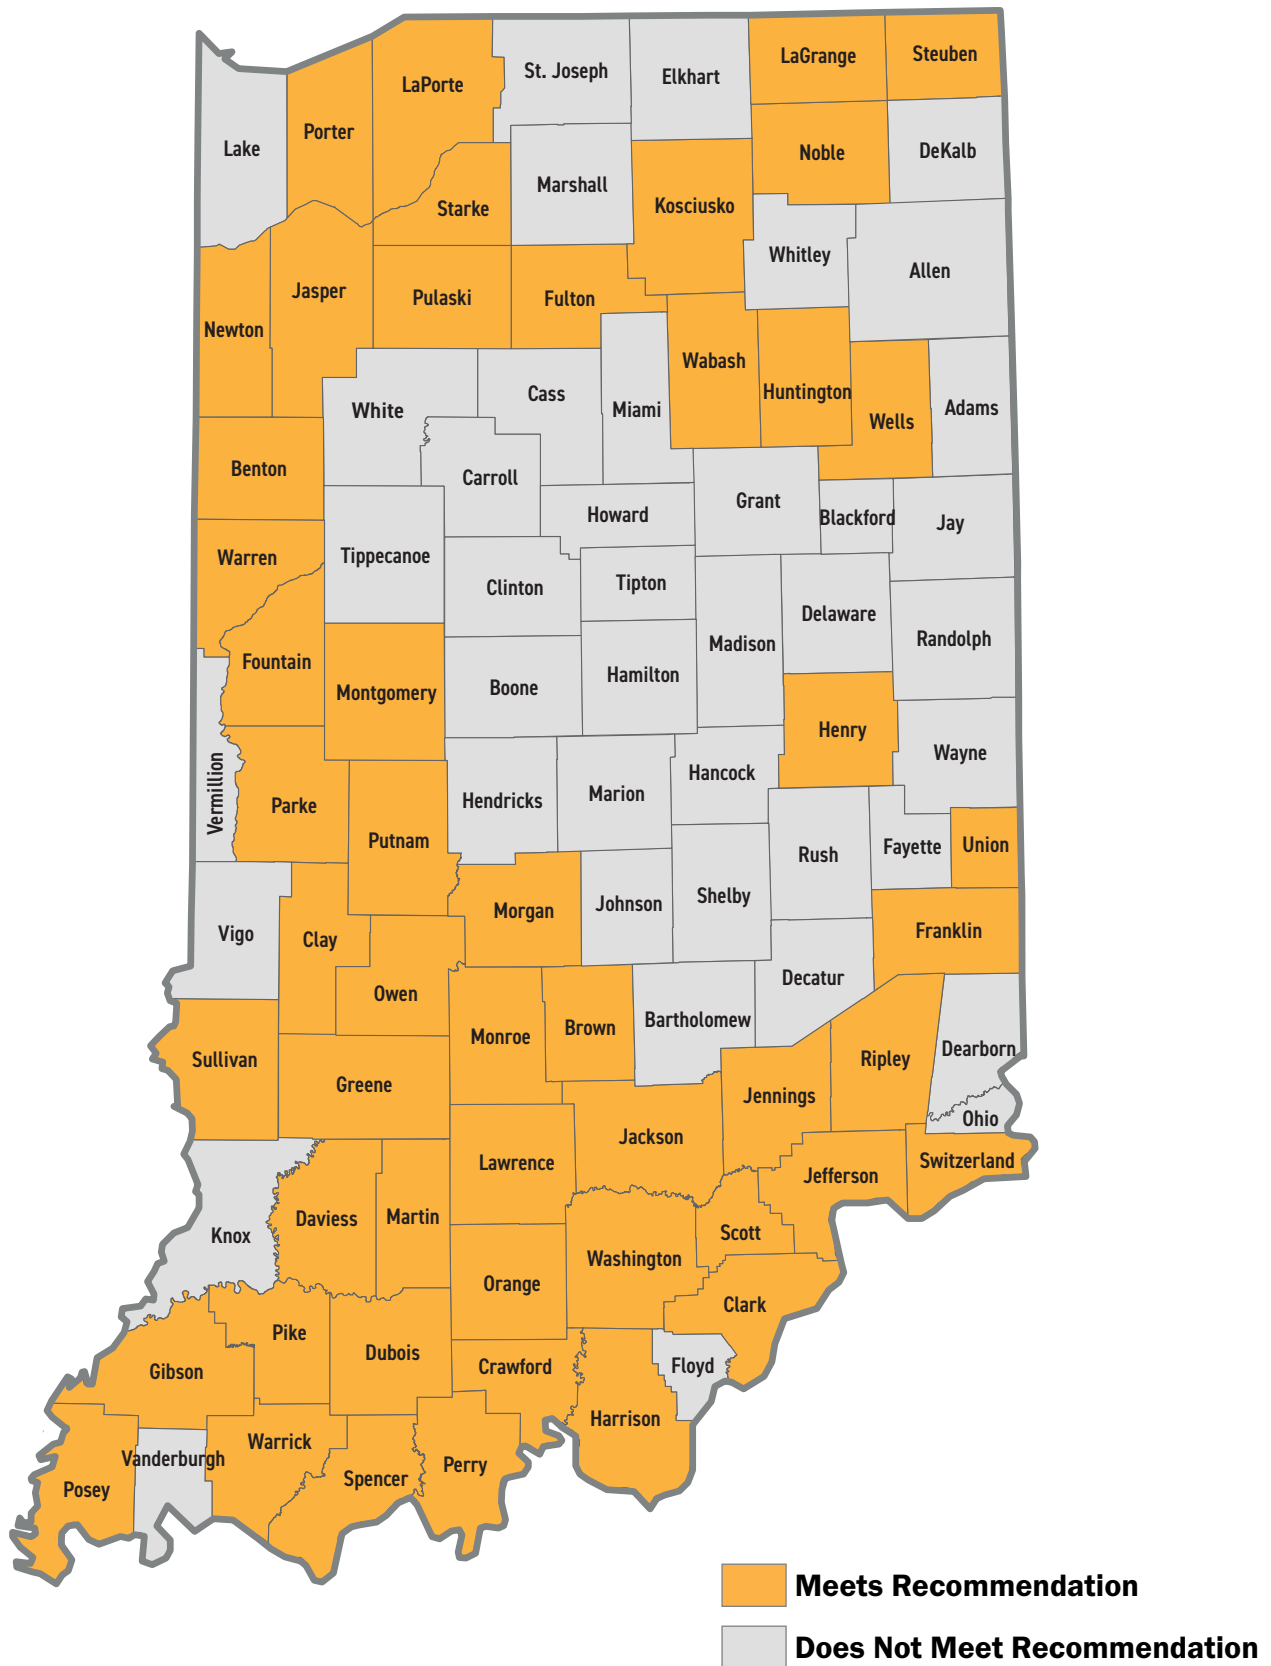 LaGrange
Steuben
St. Joseph
Elkhart
LaPorte
Porter
Lake
Noble
DeKalb
Marshall
Kosciusko
Starke
Whitley
Allen
Jasper
Pulaski
Fulton
Newton
Wabash
Huntington
Cass
White
Miami
Adams
Wells
Benton
Carroll
Grant
Howard
Blackford
Jay
Warren
Tippecanoe
Clinton
Tipton
Delaware
Randolph
Madison
Fountain
Hamilton
Boone
Montgomery
Henry
Wayne
Hancock
Vermillion
Hendricks
Marion
Parke
Putnam
Rush
Fayette
Union
Shelby
Johnson
Morgan
Franklin
Vigo
Clay
Decatur
Owen
Bartholomew
Brown
Monroe
Dearborn
Ripley
Sullivan
Greene
Jennings
Ohio
Jackson
Switzerland
Lawrence
Jefferson
Martin
Daviess
Scott
Knox
Washington
Orange
Clark
Pike
Dubois
Floyd
Crawford
Gibson
Harrison
Warrick
Vanderburgh
Perry
Spencer
Posey
Meets Recommendation
Does Not Meet Recommendation